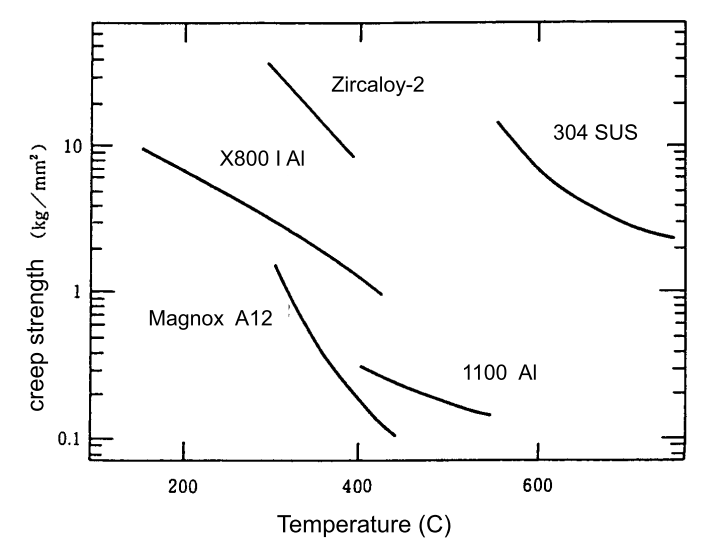 Zircaloy-2
304 SUS
X800 I Al
10
creep strength (kg/mm²)
1
Magnox A12
1100 Al
0.1
200
400
600
Temperature (C)